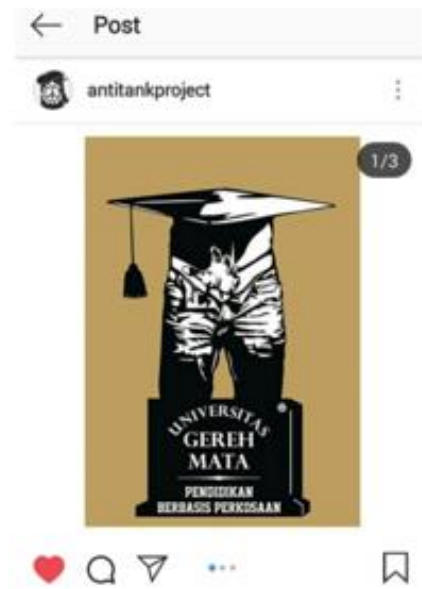 Post
antitankproject
1/3
UNIVERSITAS
GEREH
MATA
PENDIDIKAN
BERBASIS PERKOSAAN